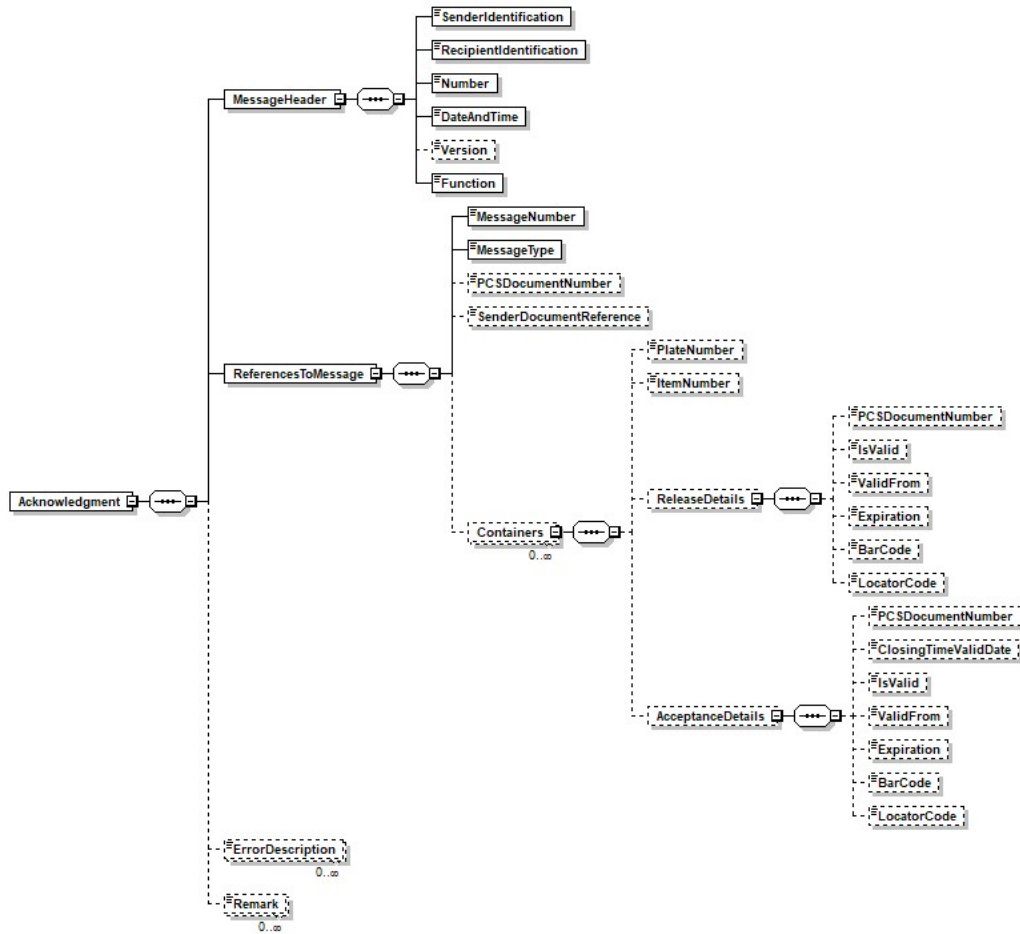 SenderIdentification
RecipientIdentification
Number
MessageHeader
DateAndTime
Version
Function
MessageNumber
MessageType
PCSDocumentNumber
SenderDocumentReference
PlateNumber
ReferencesToMessage
ItemNumber
PCSDocumentNumber
IsValid
ValidFrom
Acknowledgment
ReleaseDetails
Expiration
Containers
0..∞
BarCode
LocatorCode
PCSDocumentNumber
ClosingTimeValidDate
IsValid
AcceptanceDetails
ValidFrom
Expiration
BarCode
LocatorCode
ErrorDescription
0..∞
Remark
0..∞